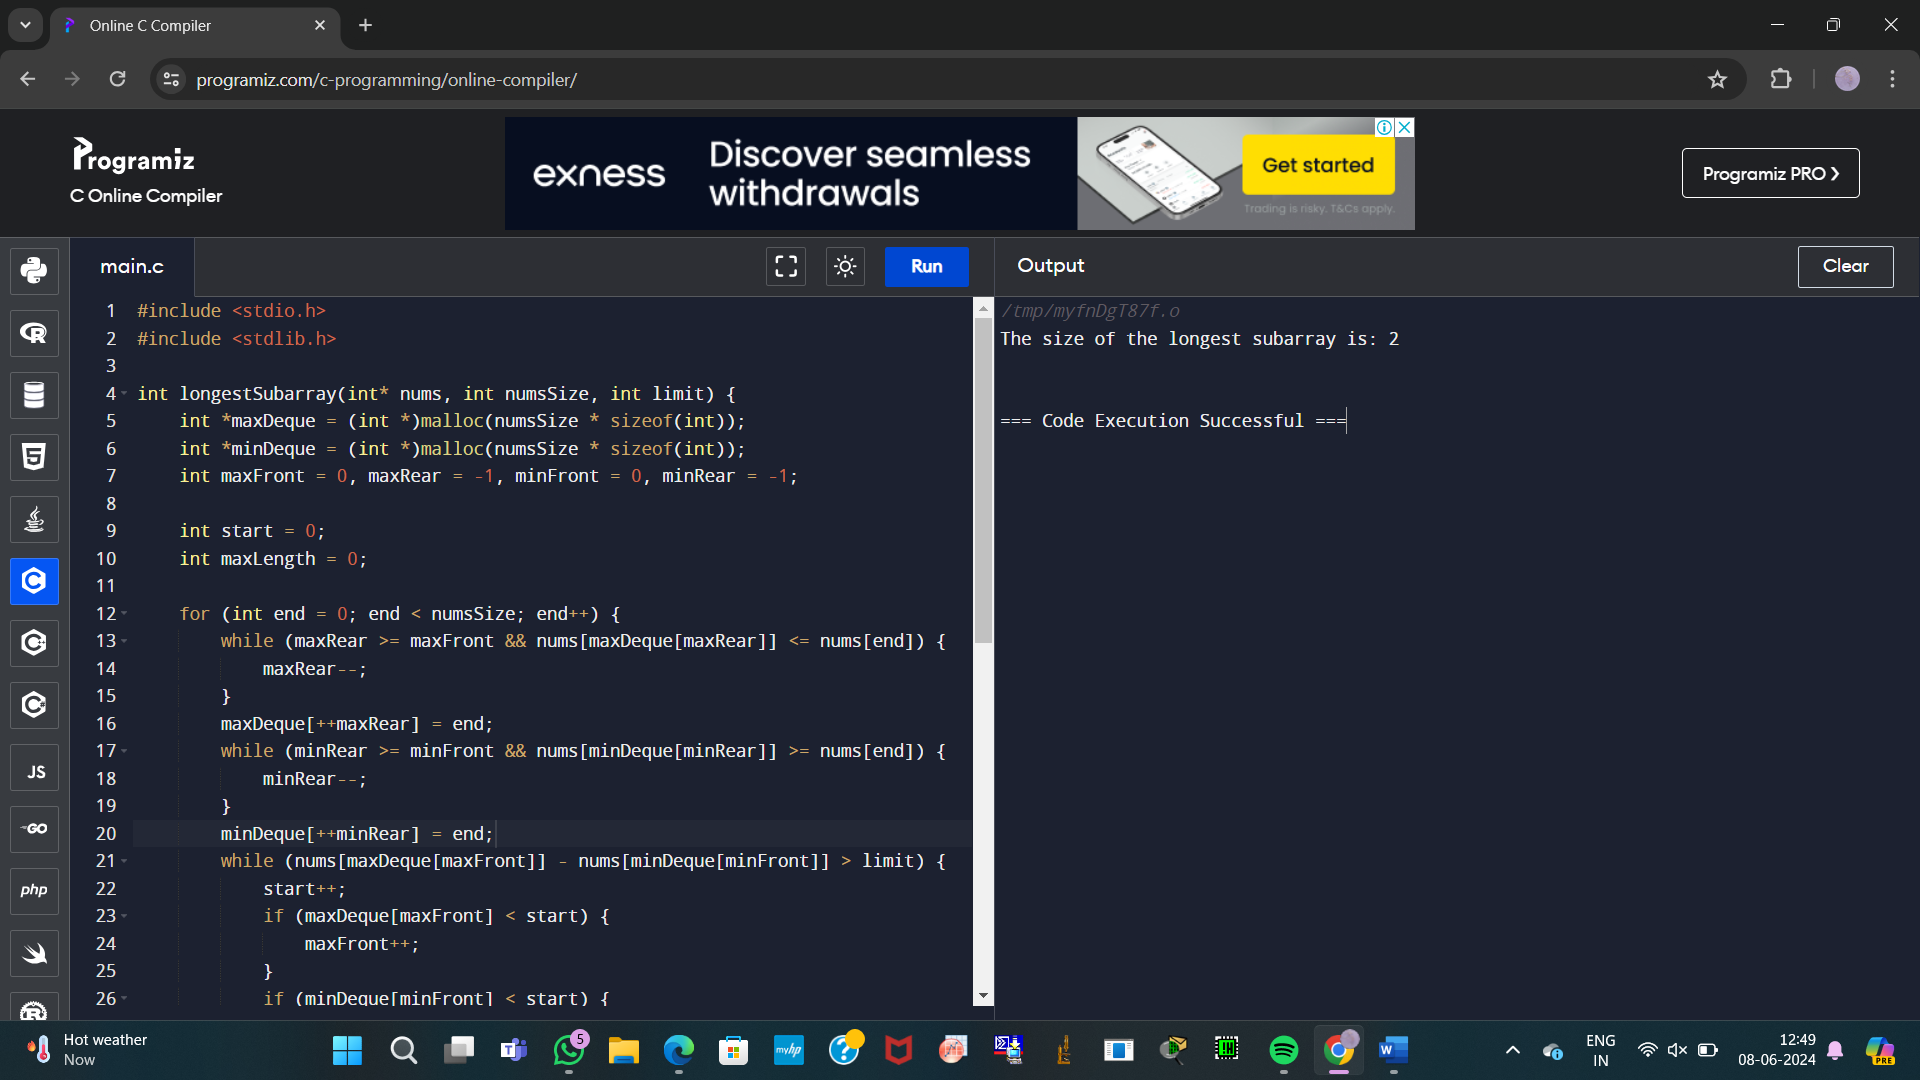 Online C Compiler
programiz.com/c-programming/online-compiler/
Programiz
C Online Compiler
exness
Discover seamless
withdrawals
Get started
Trading is risky. T&Cs apply.
Programiz PRO ❯
main.c
Run
Output
Clear
1 #include <stdio.h>
2 #include <stdlib.h>
3
4 int longestSubarray(int* nums, int numsSize, int limit) {
5 int *maxDeque = (int *)malloc(numsSize * sizeof(int));
6 int *minDeque = (int *)malloc(numsSize * sizeof(int));
7 int maxFront = 0, maxRear = -1, minFront = 0, minRear = -1;
8
9 int start = 0;
10 int maxLength = 0;
11
12 for (int end = 0; end < numsSize; end++) {
13 while (maxRear >= maxFront && nums[maxDeque[maxRear]] <= nums[end]) {
14 maxRear--;
15 }
16 maxDeque[++maxRear] = end;
17 while (minRear >= minFront && nums[minDeque[minRear]] >= nums[end]) {
18 minRear--;
19 }
20 minDeque[++minRear] = end;
21 while (nums[maxDeque[maxFront]] - nums[minDeque[minFront]] > limit) {
22 start++;
23 if (maxDeque[maxFront] < start) {
24 maxFront++;
25 }
26 if (minDeque[minFront] < start) {
/tmp/myfnDgT87f.o
The size of the longest subarray is: 2
=== Code Execution Successful ===
JS
GO
php
Hot weather
Now
5
myhp
ENG
IN
12:49
08-06-2024
PRE